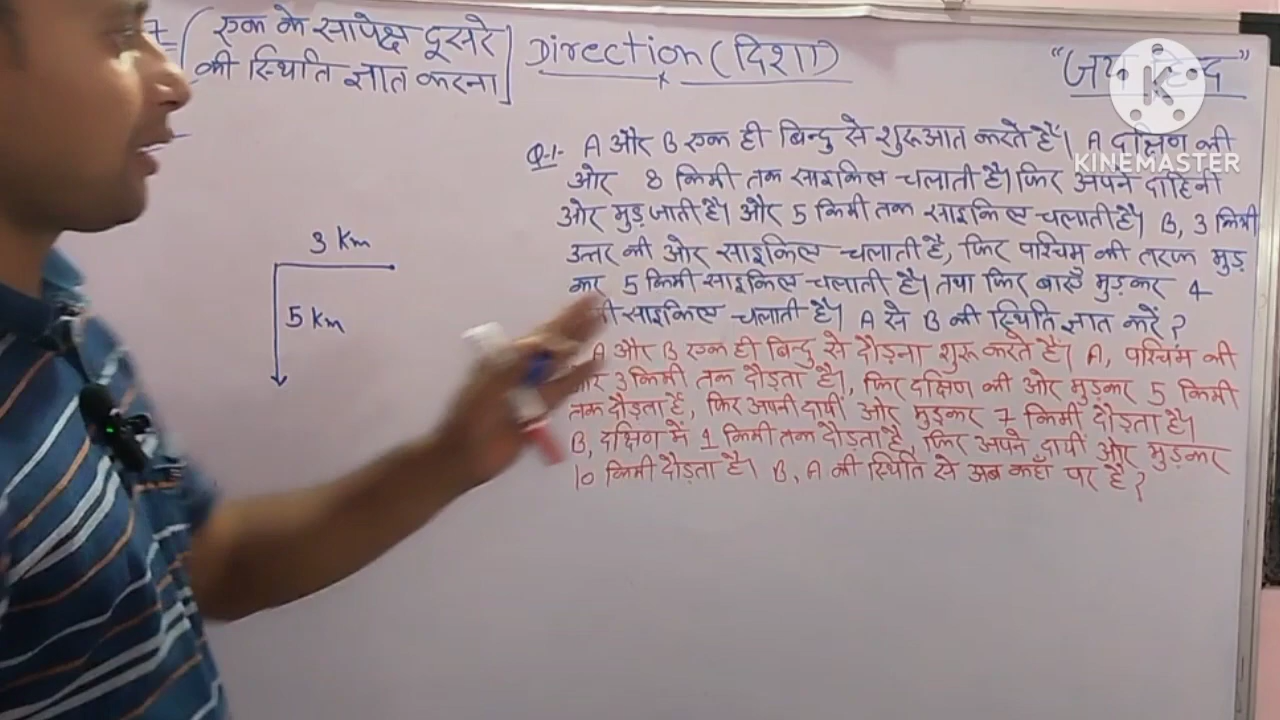 7 एक के सापेक्ष दूसरे
की स्थिति ज्ञात करना
Direction (दिशा)
"जय हिन्द"
KINEMASTER
Q-1- A और B एक ही बिन्दु से शुरुआत करते हैं। A दक्षिण की
ओर 8 किमी तक साइकिल चलाती है। फिर अपने दाहिनी
ओर मुड़ जाती है। और 5 किमी तक साइकिल चलाती है। B, 3 किमी
उत्तर की ओर साइकिल चलाती है, फिर पश्चिम की तरफ मुड़
कर 5 किमी साइकिल चलाती है। तथा फिर बाएँ मुड़कर 4
साइकिल चलाती है। A से B की स्थिति ज्ञात करें?
A और B एक ही बिन्दु से दौड़ना शुरू करते हैं। A, पश्चिम की
3 किमी तक दौड़ता है।, फिर दक्षिण की ओर मुड़कर 5 किमी
तक दौड़ता है, फिर अपनी दायीं ओर मुड़कर 7 किमी दौड़ता है।
B, दक्षिण में 1 किमी तक दौड़ता है, फिर अपने दायीं ओर मुड़कर
10 किमी दौड़ता है। B, A की स्थिति से अब कहाँ पर है?
3 Km
5 Km